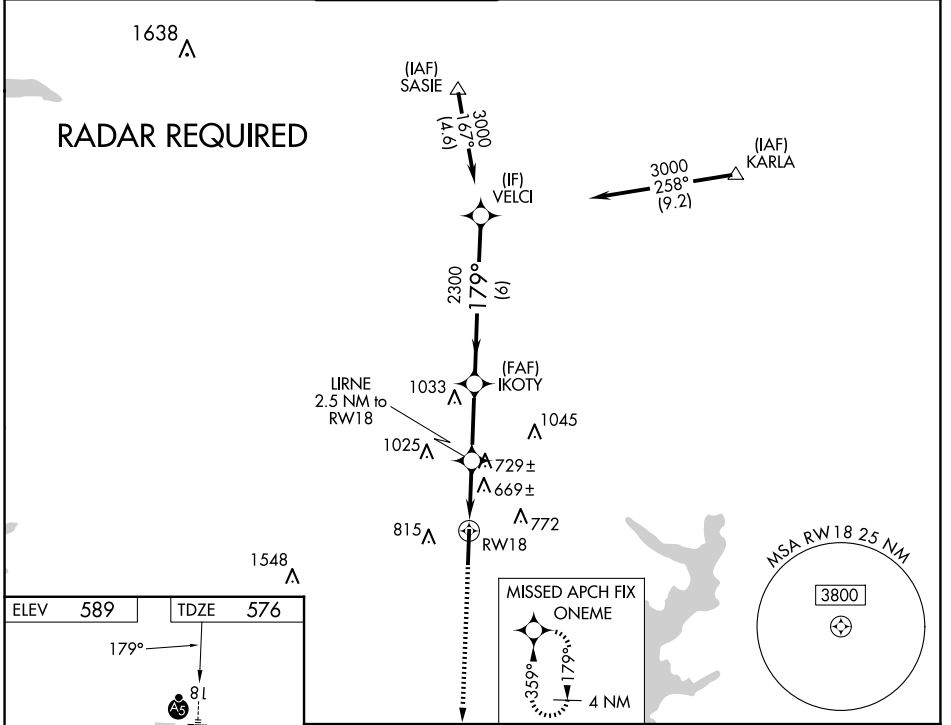 1638
RADAR REQUIRED
(IAF)
SASIE
3000
167°
(4.6)
(IAF)
KARLA
3000
258°
(9.2)
(IF)
VELCI
2300
179°
(6)
(FAF)
IKOTY
1033
LIRNE
2.5 NM to
RW18
1045
1025
729±
669±
815
772
RW18
1548
MSA RW18 25 NM
3800
MISSED APCH FIX
ONEME
359°
179°
4 NM
ELEV 589
TDZE 576
179°
18
A5